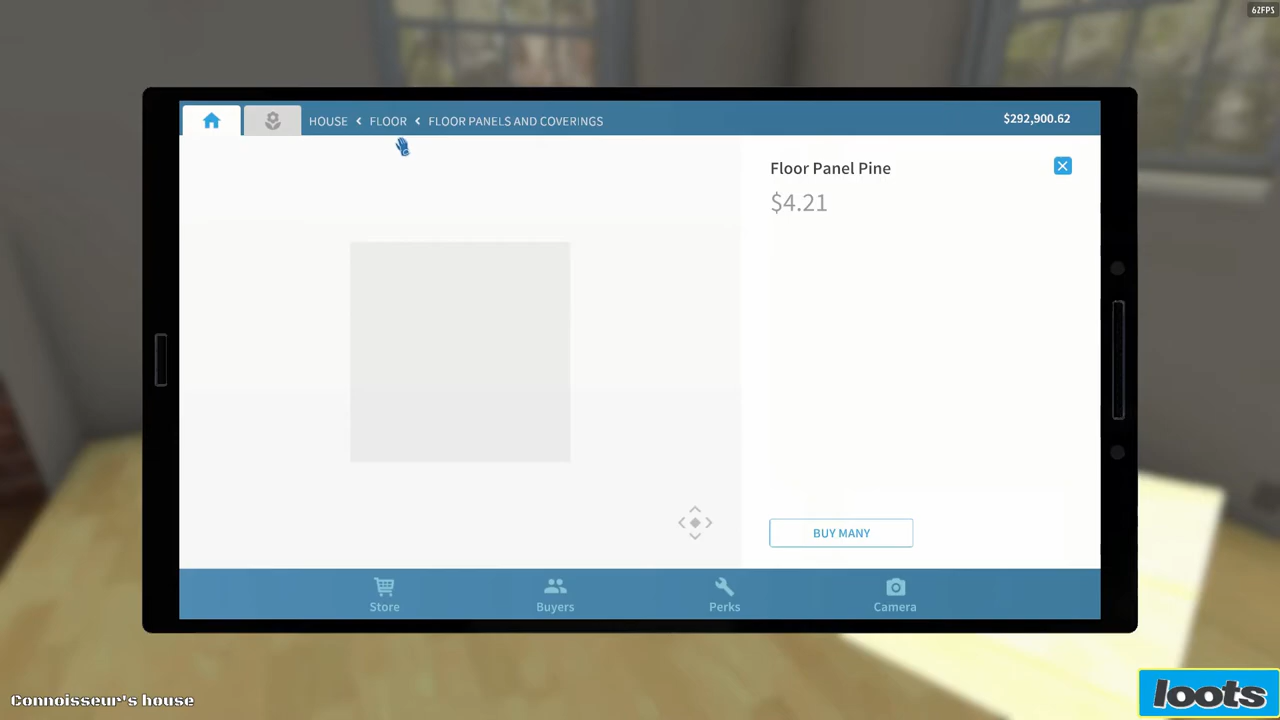 62FPS
HOUSE < FLOOR < FLOOR PANELS AND COVERINGS
$292,900.62
Floor Panel Pine
$4.21
BUY MANY
Store
Buyers
Perks
Camera
Connoisseur's house
loots